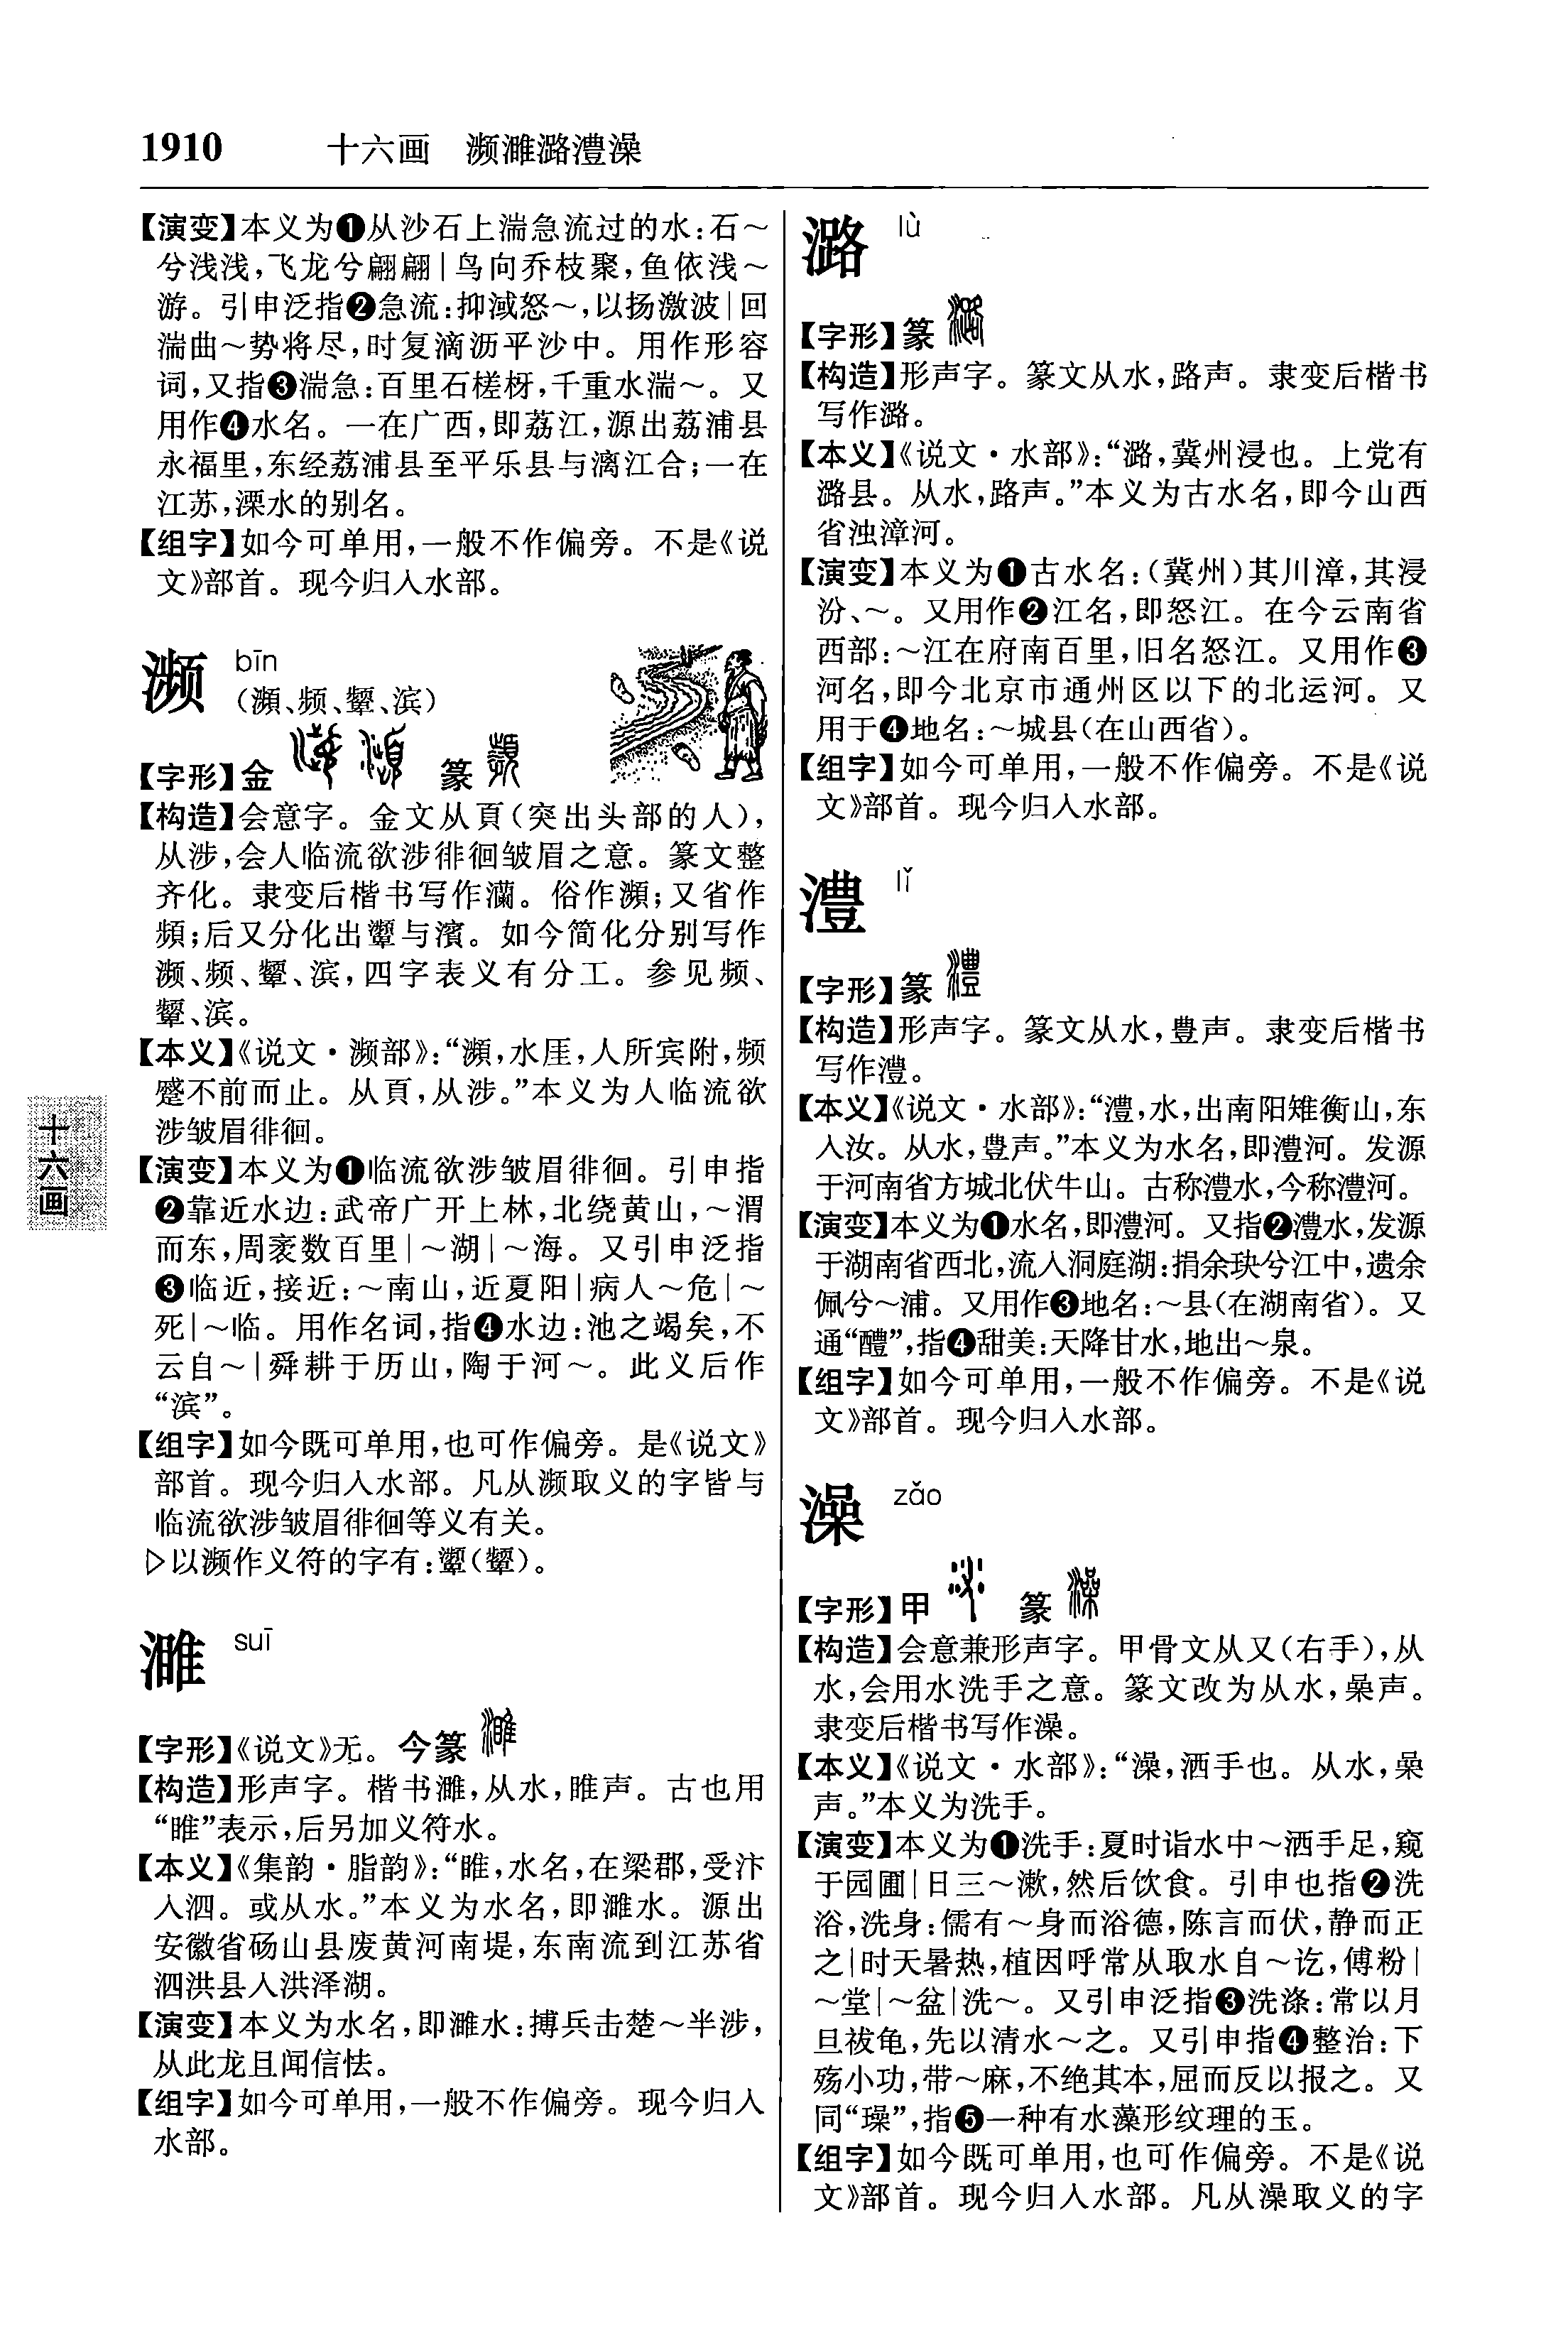 1910　十六画　濒濉潞澧澡
【演变】本义为❶从沙石上湍急流过的水:石～
兮浅浅,飞龙兮翩翩|鸟向乔枝聚,鱼依浅～
游。引申泛指❷急流:抑淢怒～,以扬激波|回
湍曲～势将尽,时复滴沥平沙中。用作形容
词,又指❸湍急:百里石槎枒,千重水湍～。又
用作❹水名。一在广西,即荔江,源出荔浦县
永福里,东经荔浦县至平乐县与漓江合;一在
江苏,溧水的别名。
【组字】如今可单用,一般不作偏旁。不是《说
文》部首。现今归入水部。
濒 bīn
(瀕、频、颦、滨)
【字形】金 篆
【构造】会意字。金文从頁(突出头部的人),
从涉,会人临流欲涉徘徊皱眉之意。篆文整
齐化。隶变后楷书写作。俗作瀕;又省作
頻;后又分化出顰与濱。如今简化分别写作
濒、频、颦、滨,四字表义有分工。参见频、
颦、滨。
【本义】《说文·濒部》:“瀕,水厓,人所宾附,频
蹙不前而止。从頁,从涉。”本义为人临流欲
涉皱眉徘徊。
【演变】本义为❶临流欲涉皱眉徘徊。引申指
❷靠近水边:武帝广开上林,北绕黄山,～渭
而东,周袤数百里|～湖|～海。又引申泛指
❸临近,接近:～南山,近夏阳|病人～危|～
死|～临。用作名词,指❹水边:池之竭矣,不
云自～|舜耕于历山,陶于河～。此义后作
“滨”。
【组字】如今既可单用,也可作偏旁。是《说文》
部首。现今归入水部。凡从濒取义的字皆与
临流欲涉皱眉徘徊等义有关。
▷以濒作义符的字有:顰(颦)。
濉 suī
【字形】《说文》无。今篆
【构造】形声字。楷书濉,从水,睢声。古也用
“睢”表示,后另加义符水。
【本义】《集韵·脂韵》:“睢,水名,在梁郡,受汴
入泗。或从水。”本义为水名,即濉水。源出
安徽省砀山县废黄河南堤,东南流到江苏省
泗洪县入洪泽湖。
【演变】本义为水名,即濉水:搏兵击楚～半涉,
从此龙且闻信怯。
【组字】如今可单用,一般不作偏旁。现今归入
水部。
潞 lù
【字形】篆
【构造】形声字。篆文从水,路声。隶变后楷书
写作潞。
【本义】《说文·水部》:“潞,冀州浸也。上党有
潞县。从水,路声。”本义为古水名,即今山西
省浊漳河。
【演变】本义为❶古水名:(冀州)其川漳,其浸
汾、～。又用作❷江名,即怒江。在今云南省
西部:～江在府南百里,旧名怒江。又用作❸
河名,即今北京市通州区以下的北运河。又
用于❹地名:～城县(在山西省)。
【组字】如今可单用,一般不作偏旁。不是《说
文》部首。现今归入水部。
澧 lǐ
【字形】篆
【构造】形声字。篆文从水,豊声。隶变后楷书
写作澧。
【本义】《说文·水部》:“澧,水,出南阳雉衡山,东
入汝。从水,豊声。”本义为水名,即澧河。发源
于河南省方城北伏牛山。古称澧水,今称澧河。
【演变】本义为❶水名,即澧河。又指❷澧水,发源
于湖南省西北,流入洞庭湖:捐余玦兮江中,遗余
佩兮～浦。又用作❸地名:～县(在湖南省)。又
通“醴”,指❹甜美:天降甘水,地出～泉。
【组字】如今可单用,一般不作偏旁。不是《说
文》部首。现今归入水部。
澡 zǎo
【字形】甲 篆
【构造】会意兼形声字。甲骨文从又(右手),从
水,会用水洗手之意。篆文改为从水,喿声。
隶变后楷书写作澡。
【本义】《说文·水部》:“澡,洒手也。从水,喿
声。”本义为洗手。
【演变】本义为❶洗手:夏时诣水中～洒手足,窥
于园圃|日三～漱,然后饮食。引申也指❷洗
浴,洗身:儒有～身而浴德,陈言而伏,静而正
之|时天暑热,植因呼常从取水自～讫,傅粉|
～堂|～盆|洗～。又引申泛指❸洗涤:常以月
旦祓龟,先以清水～之。又引申指❹整治:下
殇小功,带～麻,不绝其本,屈而反以报之。又
同“璪”,指❺一种有水藻形纹理的玉。
【组字】如今既可单用,也可作偏旁。不是《说
文》部首。现今归入水部。凡从澡取义的字
十六画